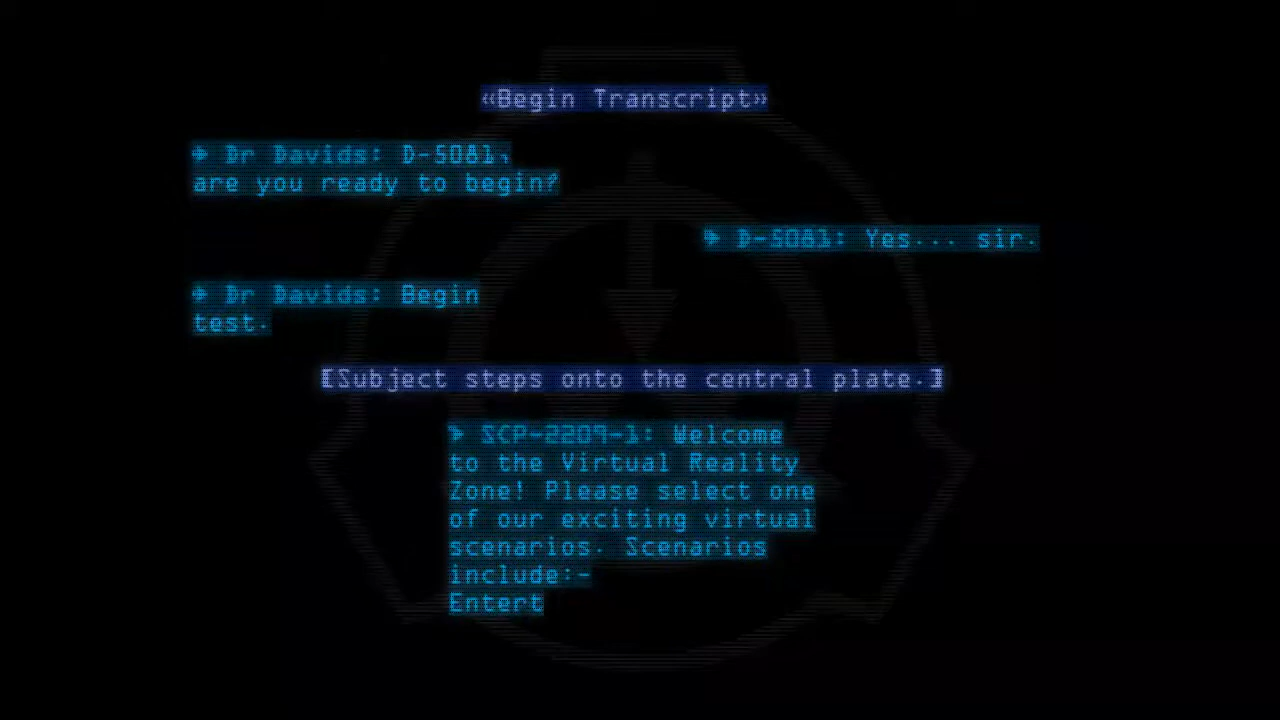 «Begin Transcript»
→ Dr Davids: D-5081,
are you ready to begin?
→ D-5081: Yes... sir.
→ Dr Davids: Begin
test.
[Subject steps onto the central plate.]
> SCP-2209-1: Welcome
to the Virtual Reality
Zone! Please select one
of our exciting virtual
scenarios. Scenarios
include:-
Entert